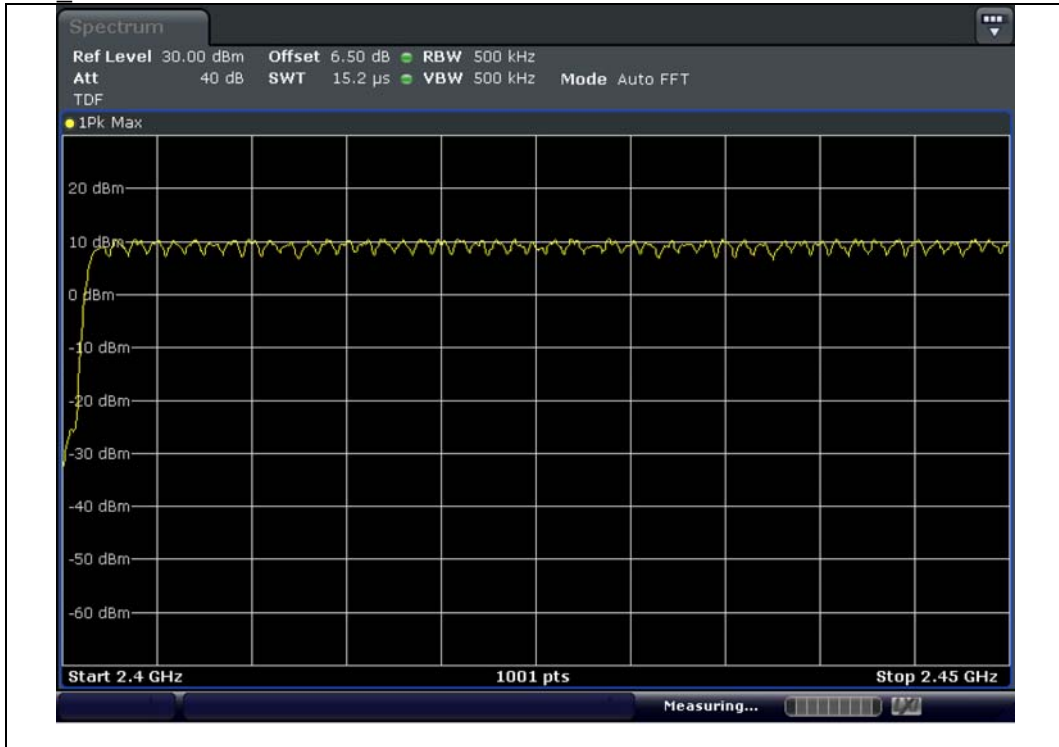 Spectrum
Ref Level 30.00 dBm Offset 6.50 dB RBW 500 kHz
Att 40 dB SWT 15.2 µs VBW 500 kHz Mode Auto FFT
TDF
1Pk Max
20 dBm
10 dBm
0 dBm
-10 dBm
-20 dBm
-30 dBm
-40 dBm
-50 dBm
-60 dBm
Start 2.4 GHz 1001 pts Stop 2.45 GHz
Measuring...